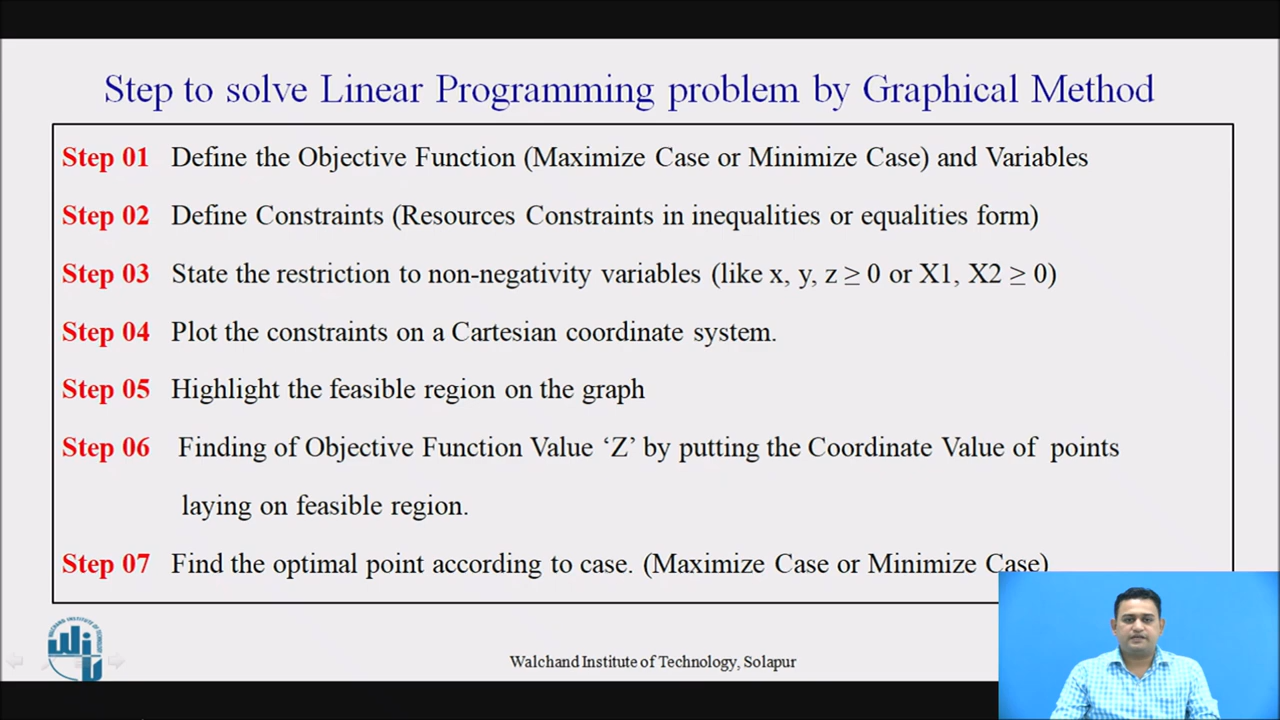 Step to solve Linear Programming problem by Graphical Method
Step 01 Define the Objective Function (Maximize Case or Minimize Case) and Variables
Step 02 Define Constraints (Resources Constraints in inequalities or equalities form)
Step 03 State the restriction to non-negativity variables (like x, y, z ≥ 0 or X1, X2 ≥ 0)
Step 04 Plot the constraints on a Cartesian coordinate system.
Step 05 Highlight the feasible region on the graph
Step 06 Finding of Objective Function Value ‘Z’ by putting the Coordinate Value of points
laying on feasible region.
Step 07 Find the optimal point according to case. (Maximize Case or Minimize Case)
WALCHAND INSTITUTE OF TECHNOLOGY, SOLAPUR
Walchand Institute of Technology, Solapur